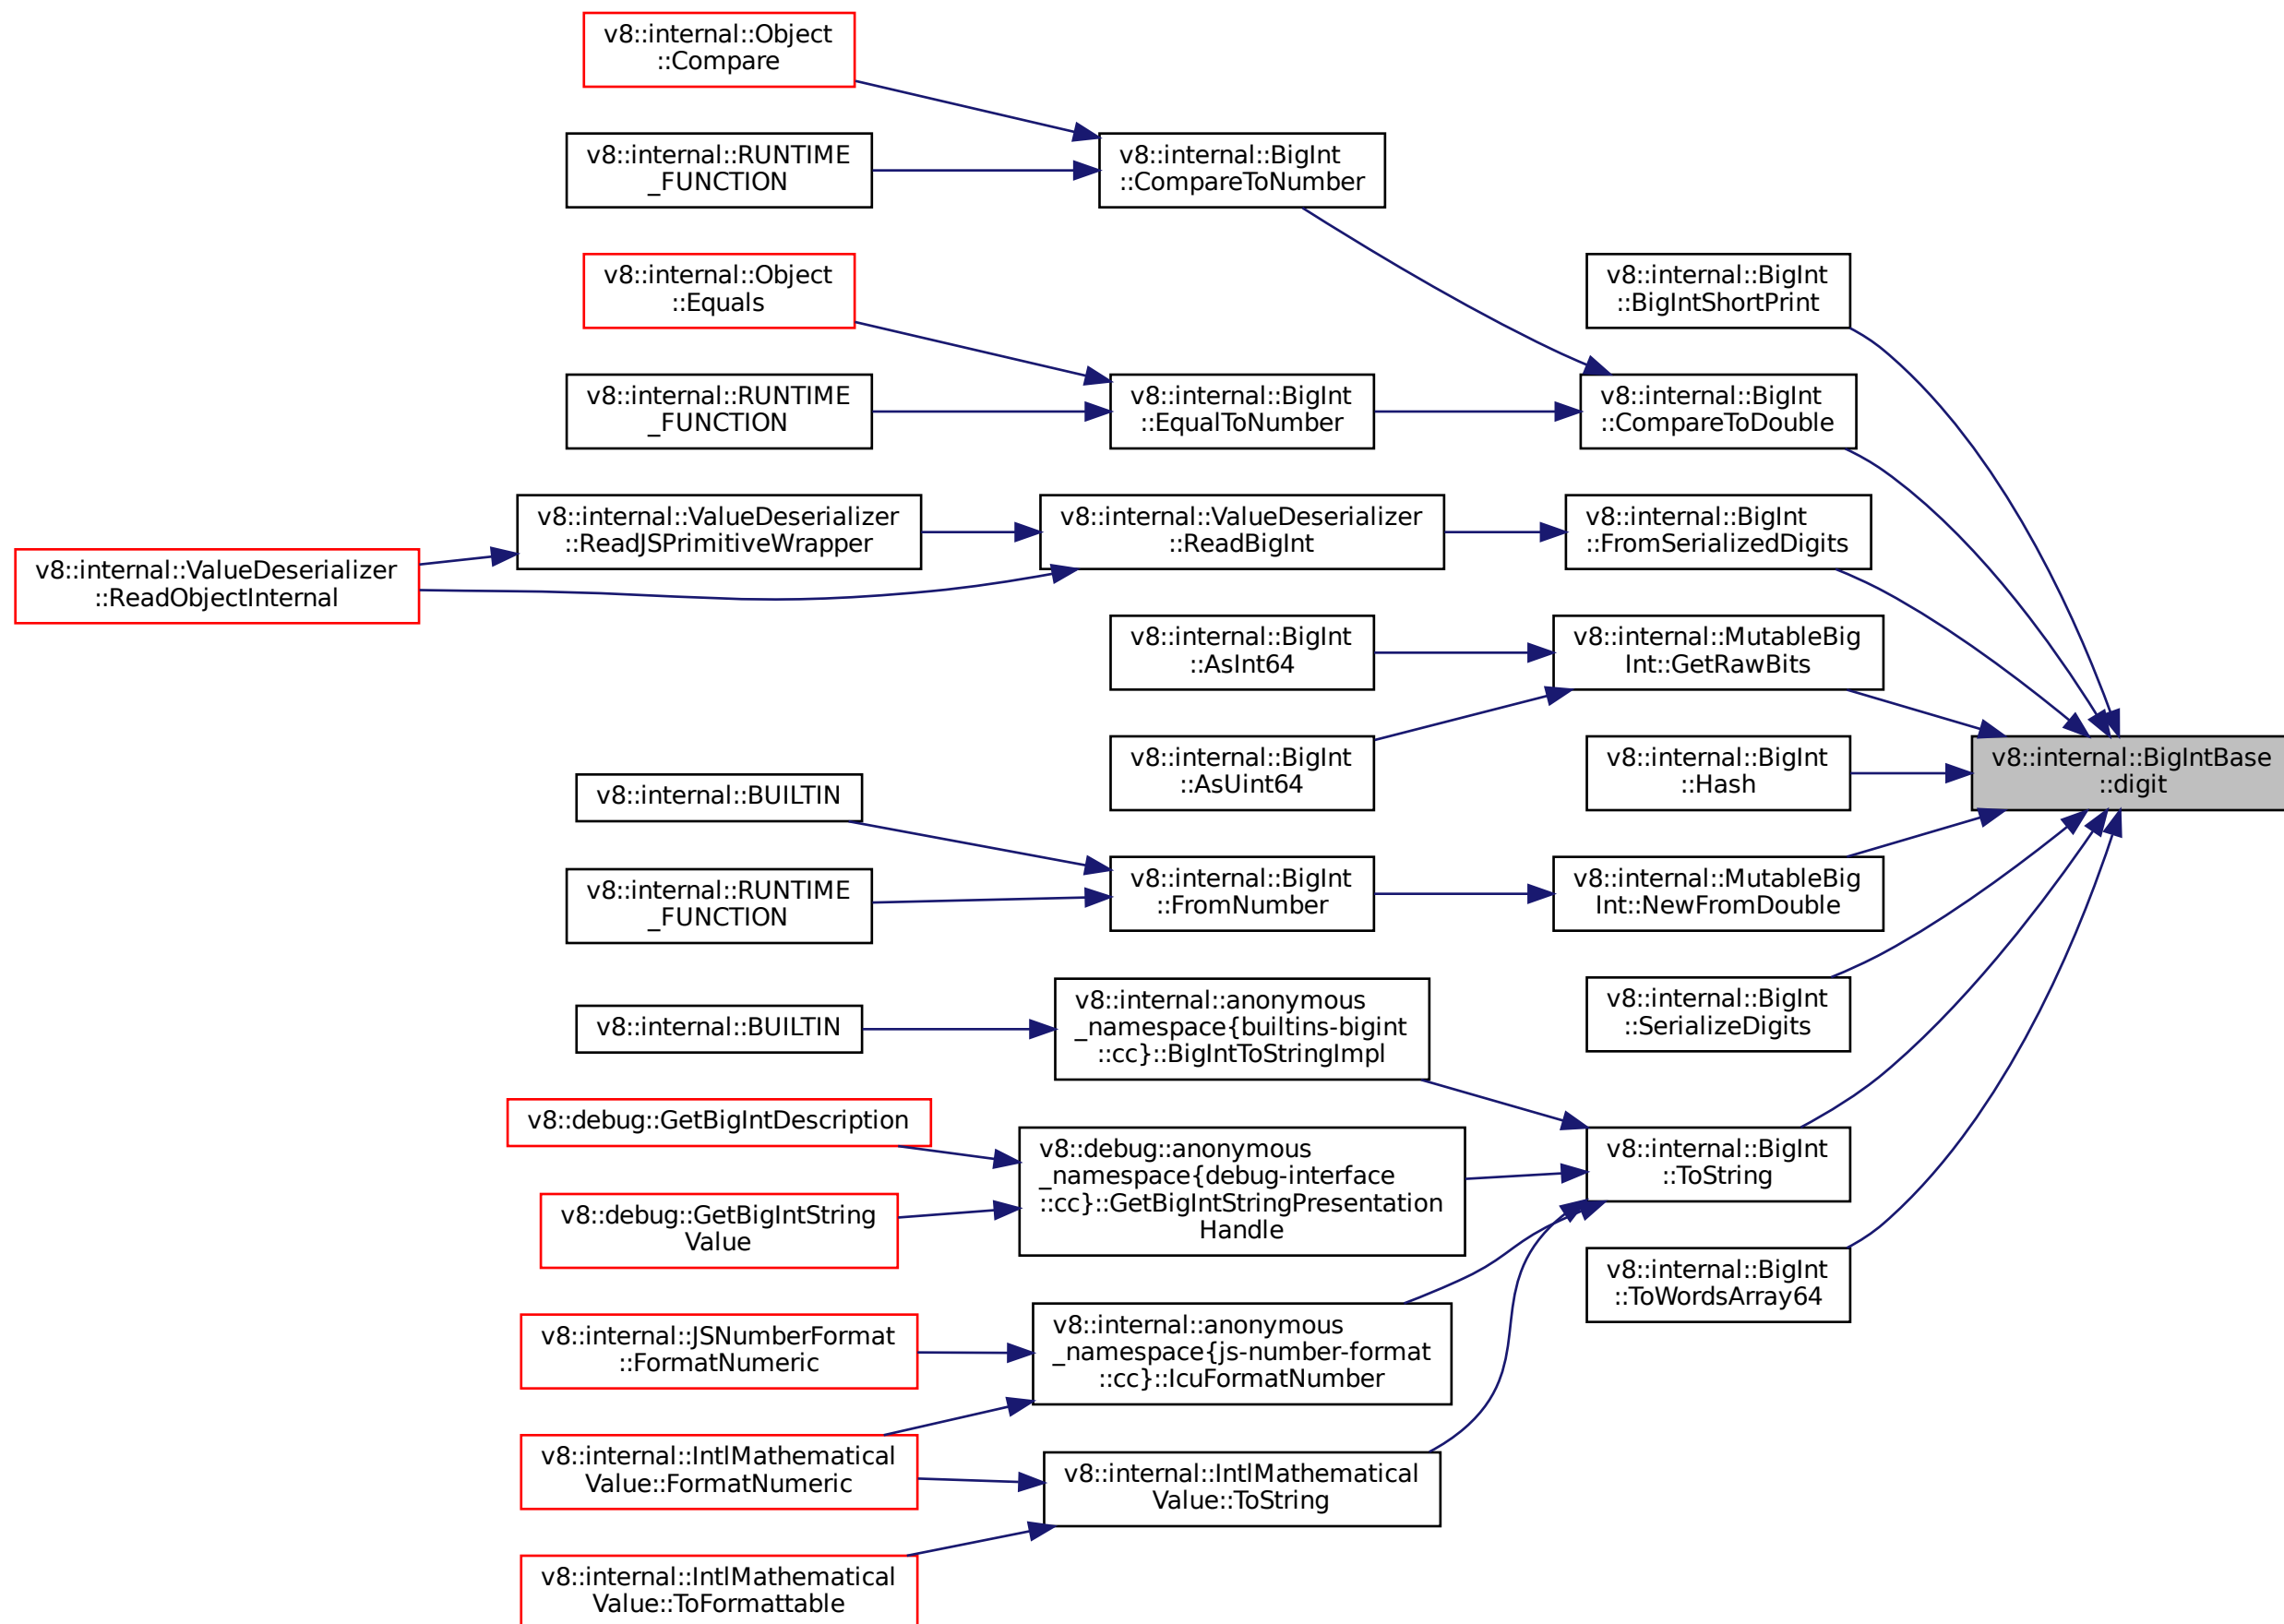 v8::internal::Object
::Compare
v8::internal::RUNTIME
_FUNCTION
v8::internal::BigInt
::CompareToNumber
v8::internal::Object
::Equals
v8::internal::BigInt
::BigIntShortPrint
v8::internal::RUNTIME
_FUNCTION
v8::internal::BigInt
::EqualToNumber
v8::internal::BigInt
::CompareToDouble
v8::internal::ValueDeserializer
::ReadObjectInternal
v8::internal::ValueDeserializer
::ReadJSPrimitiveWrapper
v8::internal::ValueDeserializer
::ReadBigInt
v8::internal::BigInt
::FromSerializedDigits
v8::internal::BigInt
::AsInt64
v8::internal::MutableBig
Int::GetRawBits
v8::internal::BigInt
::AsUint64
v8::internal::BigInt
::Hash
v8::internal::BigIntBase
::digit
v8::internal::BUILTIN
v8::internal::RUNTIME
_FUNCTION
v8::internal::BigInt
::FromNumber
v8::internal::MutableBig
Int::NewFromDouble
v8::internal::BigInt
::SerializeDigits
v8::internal::BUILTIN
v8::internal::anonymous
_namespace{builtins-bigint
::cc}::BigIntToStringImpl
v8::debug::GetBigIntDescription
v8::debug::GetBigIntString
Value
v8::debug::anonymous
_namespace{debug-interface
::cc}::GetBigIntStringPresentation
Handle
v8::internal::BigInt
::ToString
v8::internal::BigInt
::ToWordsArray64
v8::internal::JSNumberFormat
::FormatNumeric
v8::internal::anonymous
_namespace{js-number-format
::cc}::IcuFormatNumber
v8::internal::IntlMathematical
Value::FormatNumeric
v8::internal::IntlMathematical
Value::ToString
v8::internal::IntlMathematical
Value::ToFormattable